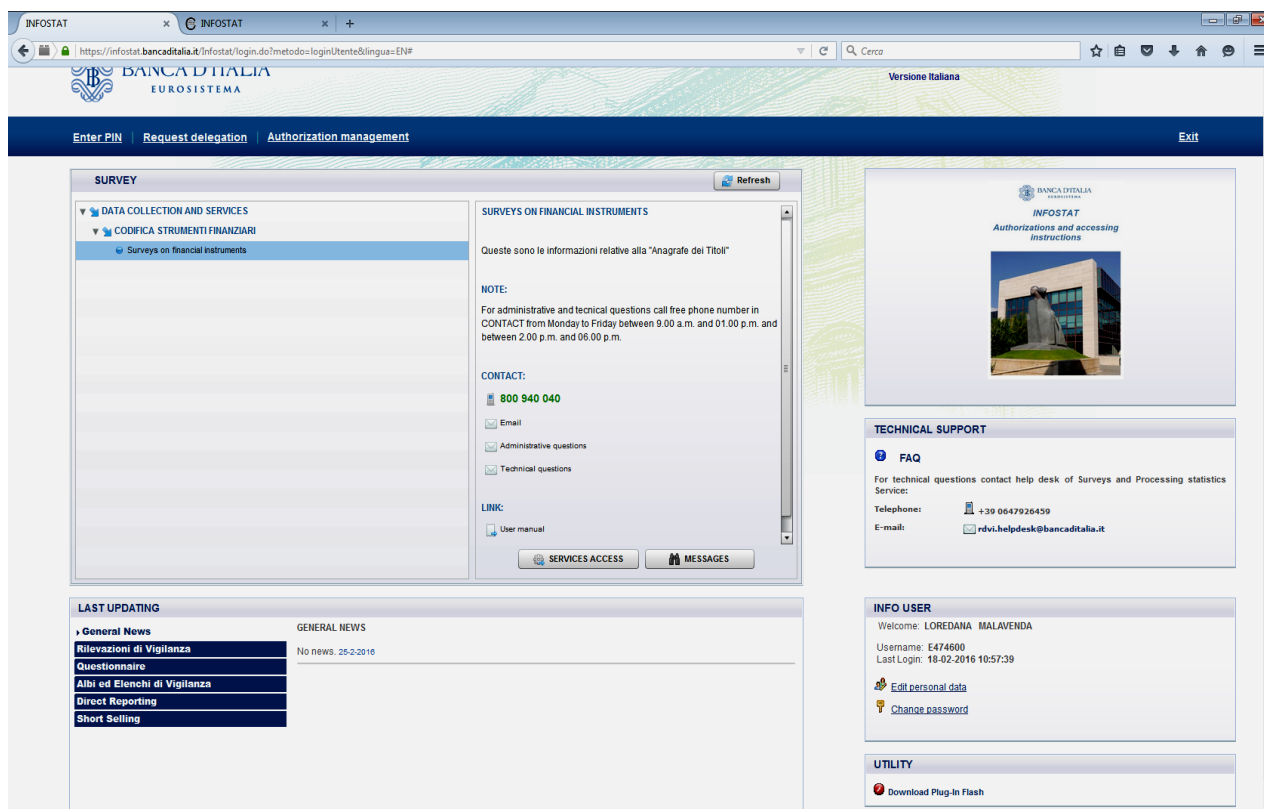 INFOSTAT
INFOSTAT
https://infostat.bancaditalia.it/Infostat/login.do?metodo=loginUtente&lingua=EN#
Cerca
BANCA D'ITALIA
EUROSISTEMA
Versione Italiana
Enter PIN | Request delegation | Authorization management
Exit
SURVEY
Refresh
DATA COLLECTION AND SERVICES
CODIFICA STRUMENTI FINANZIARI
Surveys on financial instruments
SURVEYS ON FINANCIAL INSTRUMENTS
Queste sono le informazioni relative alla "Anagrafe dei Titoli"
NOTE:
For administrative and tecnical questions call free phone number in
CONTACT from Monday to Friday between 9.00 a.m. and 01.00 p.m. and
between 2.00 p.m. and 06.00 p.m.
CONTACT:
800 940 040
Email
Administrative questions
Technical questions
LINK:
User manual
SERVICES ACCESS
MESSAGES
BANCA D'ITALIA
EUROSISTEMA
INFOSTAT
Authorizations and accessing
instructions
TECHNICAL SUPPORT
FAQ
For technical questions contact help desk of Surveys and Processing statistics
Service:
Telephone: +39 0647926459
E-mail: rdvi.helpdesk@bancaditalia.it
LAST UPDATING
General News
Rilevazioni di Vigilanza
Questionnaire
Albi ed Elenchi di Vigilanza
Direct Reporting
Short Selling
GENERAL NEWS
No news. 25-2-2016
INFO USER
Welcome: LOREDANA MALAVENDA
Username: E474600
Last Login: 18-02-2016 10:57:39
Edit personal data
Change password
UTILITY
Download Plug-In Flash